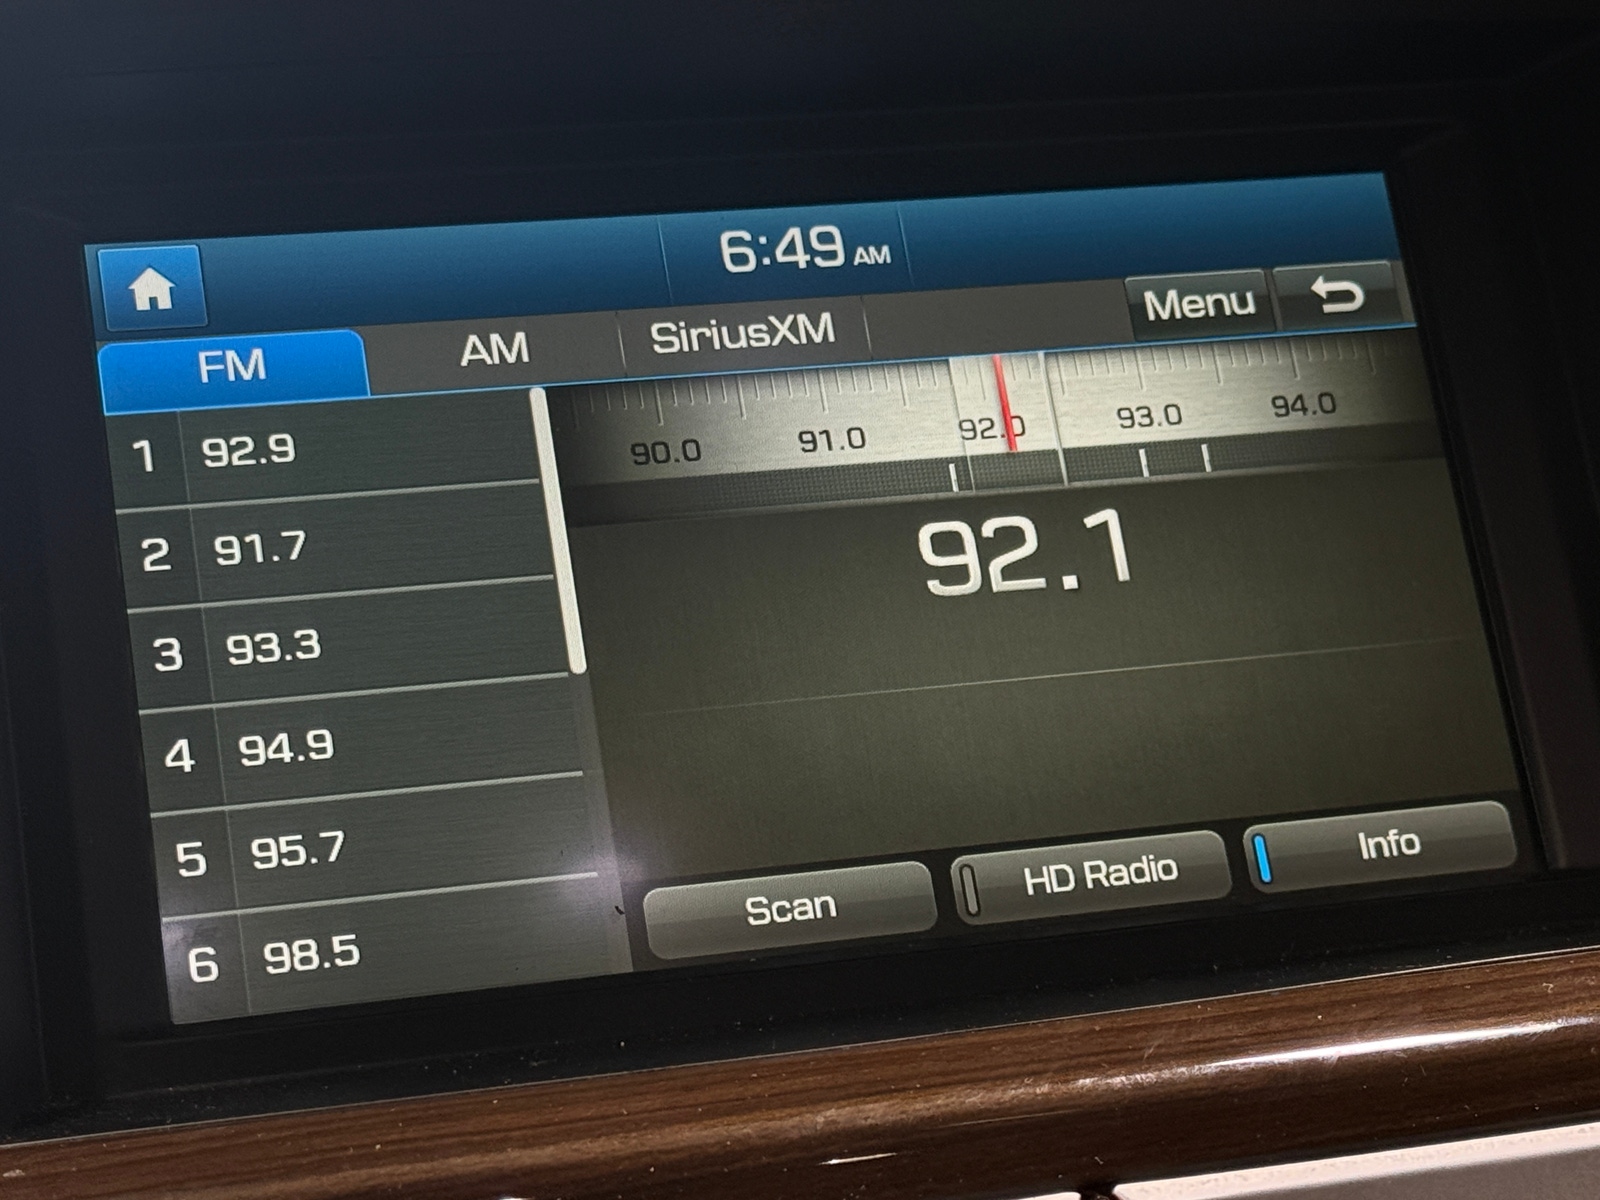 6:49 AM
Menu
FM AM SiriusXM
90.0 91.0 92.0 93.0 94.0
92.1
1 92.9
2 91.7
3 93.3
4 94.9
5 95.7
6 98.5
Scan HD Radio Info